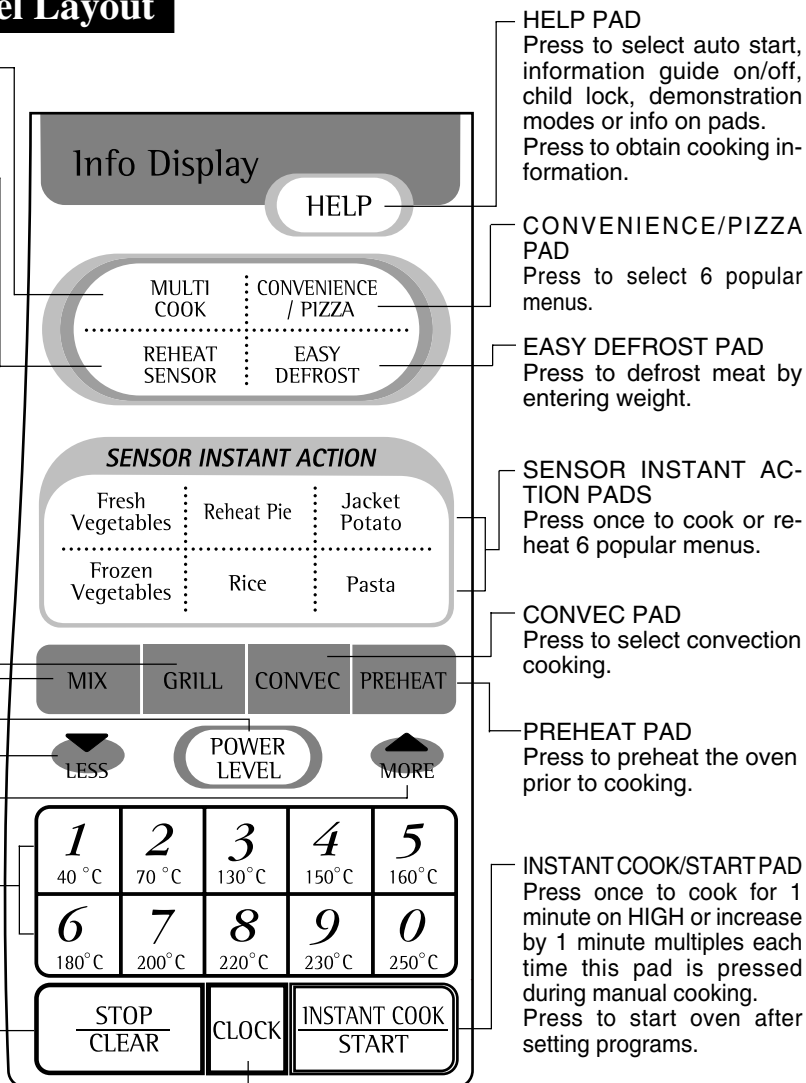 el Layout
Info Display
HELP
MULTI COOK
CONVENIENCE / PIZZA
REHEAT SENSOR
EASY DEFROST
SENSOR INSTANT ACTION
Fresh Vegetables
Reheat Pie
Jacket Potato
Frozen Vegetables
Rice
Pasta
MIX
GRILL
CONVEC
PREHEAT
LESS
POWER LEVEL
MORE
1 2 3 4 5
40 °C 70 °C 130°C 150°C 160°C
6 7 8 9 0
180°C 200°C 220°C 230°C 250°C
STOP
CLEAR
CLOCK
INSTANT COOK
START
HELP PAD
Press to select auto start,
information guide on/off,
child lock, demonstration
modes or info on pads.
Press to obtain cooking in-
formation.
CONVENIENCE/PIZZA
PAD
Press to select 6 popular
menus.
EASY DEFROST PAD
Press to defrost meat by
entering weight.
SENSOR INSTANT AC-
TION PADS
Press once to cook or re-
heat 6 popular menus.
CONVEC PAD
Press to select convection
cooking.
PREHEAT PAD
Press to preheat the oven
prior to cooking.
INSTANT COOK/START PAD
Press once to cook for 1
minute on HIGH or increase
by 1 minute multiples each
time this pad is pressed
during manual cooking.
Press to start oven after
setting programs.